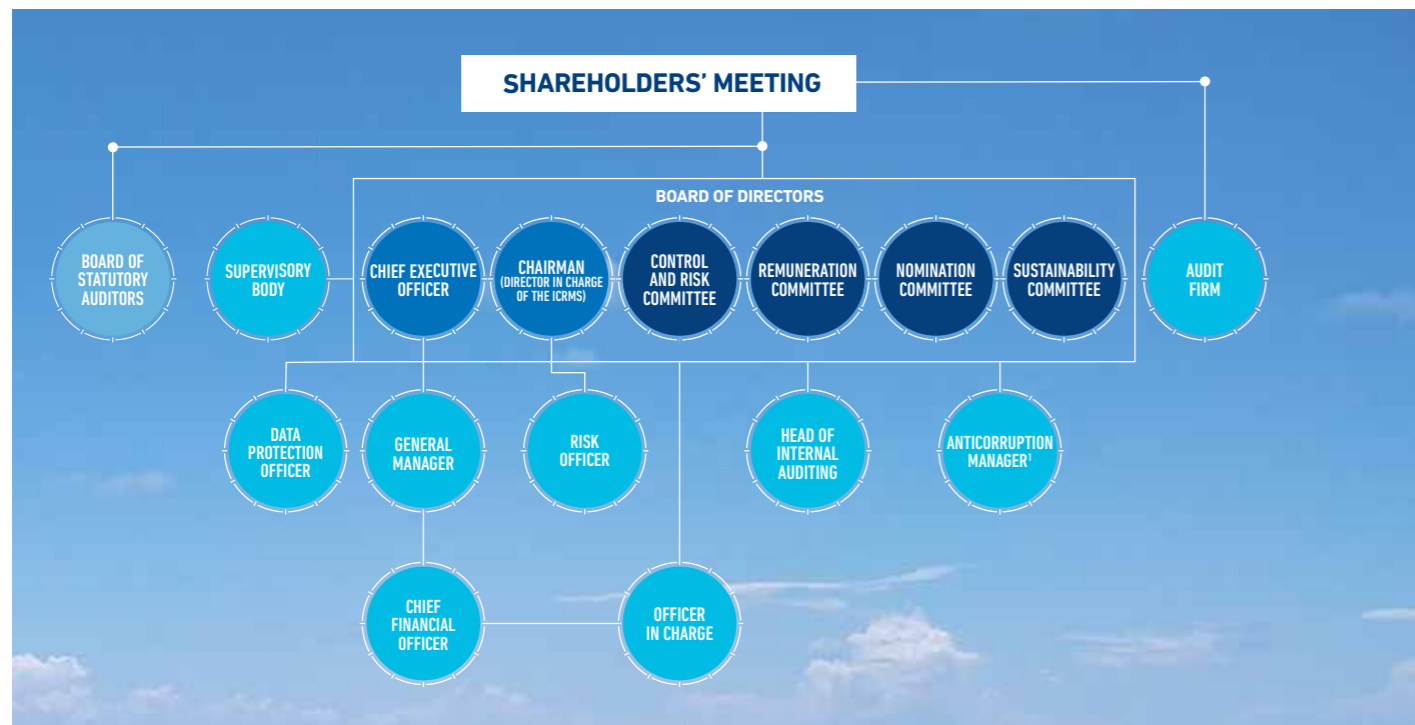 SHAREHOLDERS' MEETING
BOARD OF DIRECTORS
BOARD OF
STATUTORY
AUDITORS
SUPERVISORY
BODY
CHIEF EXECUTIVE
OFFICER
CHAIRMAN
(DIRECTOR IN CHARGE
OF THE ICRMS)
CONTROL
AND RISK
COMMITTEE
REMUNERATION
COMMITTEE
NOMINATION
COMMITTEE
SUSTAINABILITY
COMMITTEE
AUDIT
FIRM
DATA
PROTECTION
OFFICER
GENERAL
MANAGER
RISK
OFFICER
HEAD OF
INTERNAL
AUDITING
ANTICORRUPTION
MANAGER¹
CHIEF
FINANCIAL
OFFICER
OFFICER
IN CHARGE